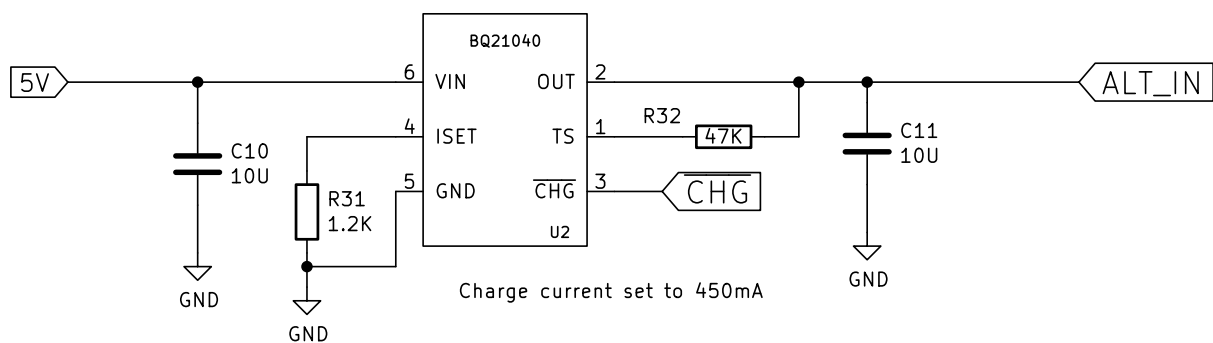 BQ21040
5V
6
VIN
OUT
2
ALT_IN
R32
4
ISET
TS
1
47K
C10
10U
C11
10U
5
GND
CHG
3
CHG
R31
1.2K
U2
GND
GND
GND
Charge current set to 450mA